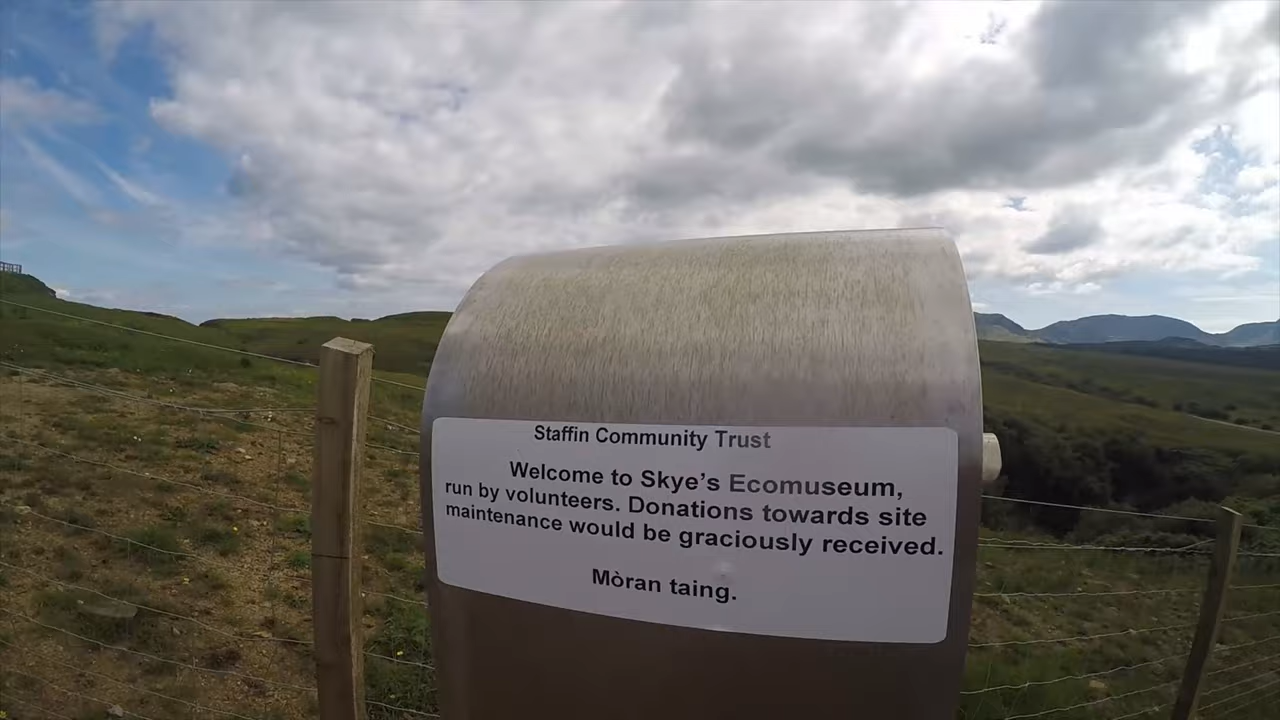 Staffin Community Trust
Welcome to Skye's Ecomuseum,
run by volunteers. Donations towards site
maintenance would be graciously received.
Mòran taing.